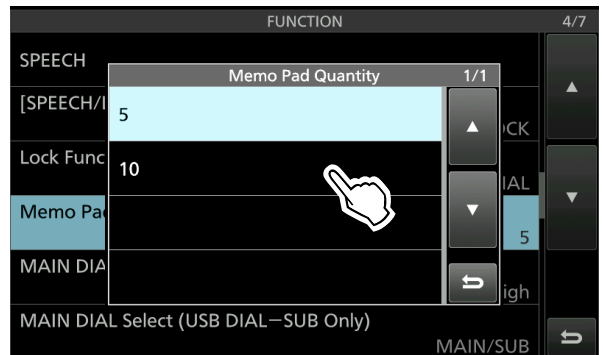 FUNCTION 4/7
SPEECH
Memo Pad Quantity 1/1
[SPEECH/
5
CK
Lock Func
10
IAL
Memo Pa
5
MAIN DIA
igh
MAIN DIAL Select (USB DIAL−SUB Only)
MAIN/SUB